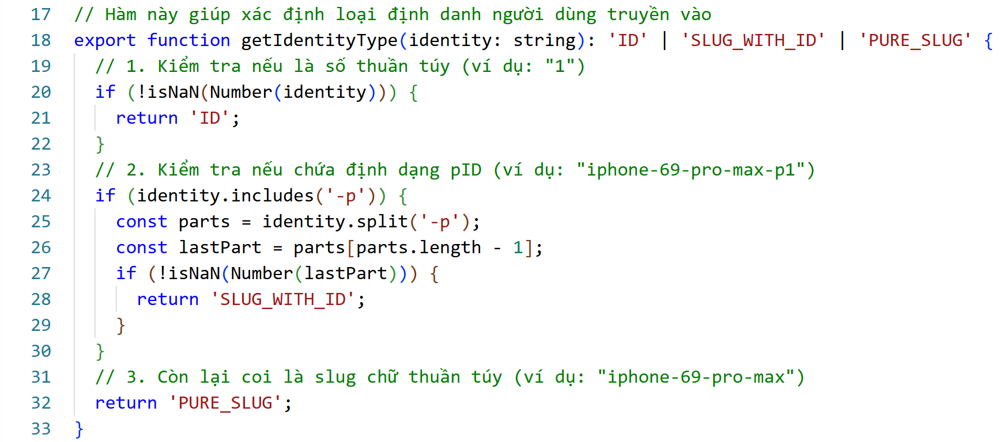 17 // Hàm này giúp xác định loại định danh người dùng truyền vào
18 export function getIdentityType(identity: string): 'ID' | 'SLUG_WITH_ID' | 'PURE_SLUG' {
19   // 1. Kiểm tra nếu là số thuần túy (ví dụ: "1")
20   if (!isNaN(Number(identity))) {
21     return 'ID';
22   }
23   // 2. Kiểm tra nếu chứa định dạng pID (ví dụ: "iphone-69-pro-max-p1")
24   if (identity.includes('-p')) {
25     const parts = identity.split('-p');
26     const lastPart = parts[parts.length - 1];
27     if (!isNaN(Number(lastPart))) {
28       return 'SLUG_WITH_ID';
29     }
30   }
31   // 3. Còn lại coi là slug chữ thuần túy (ví dụ: "iphone-69-pro-max")
32   return 'PURE_SLUG';
33 }